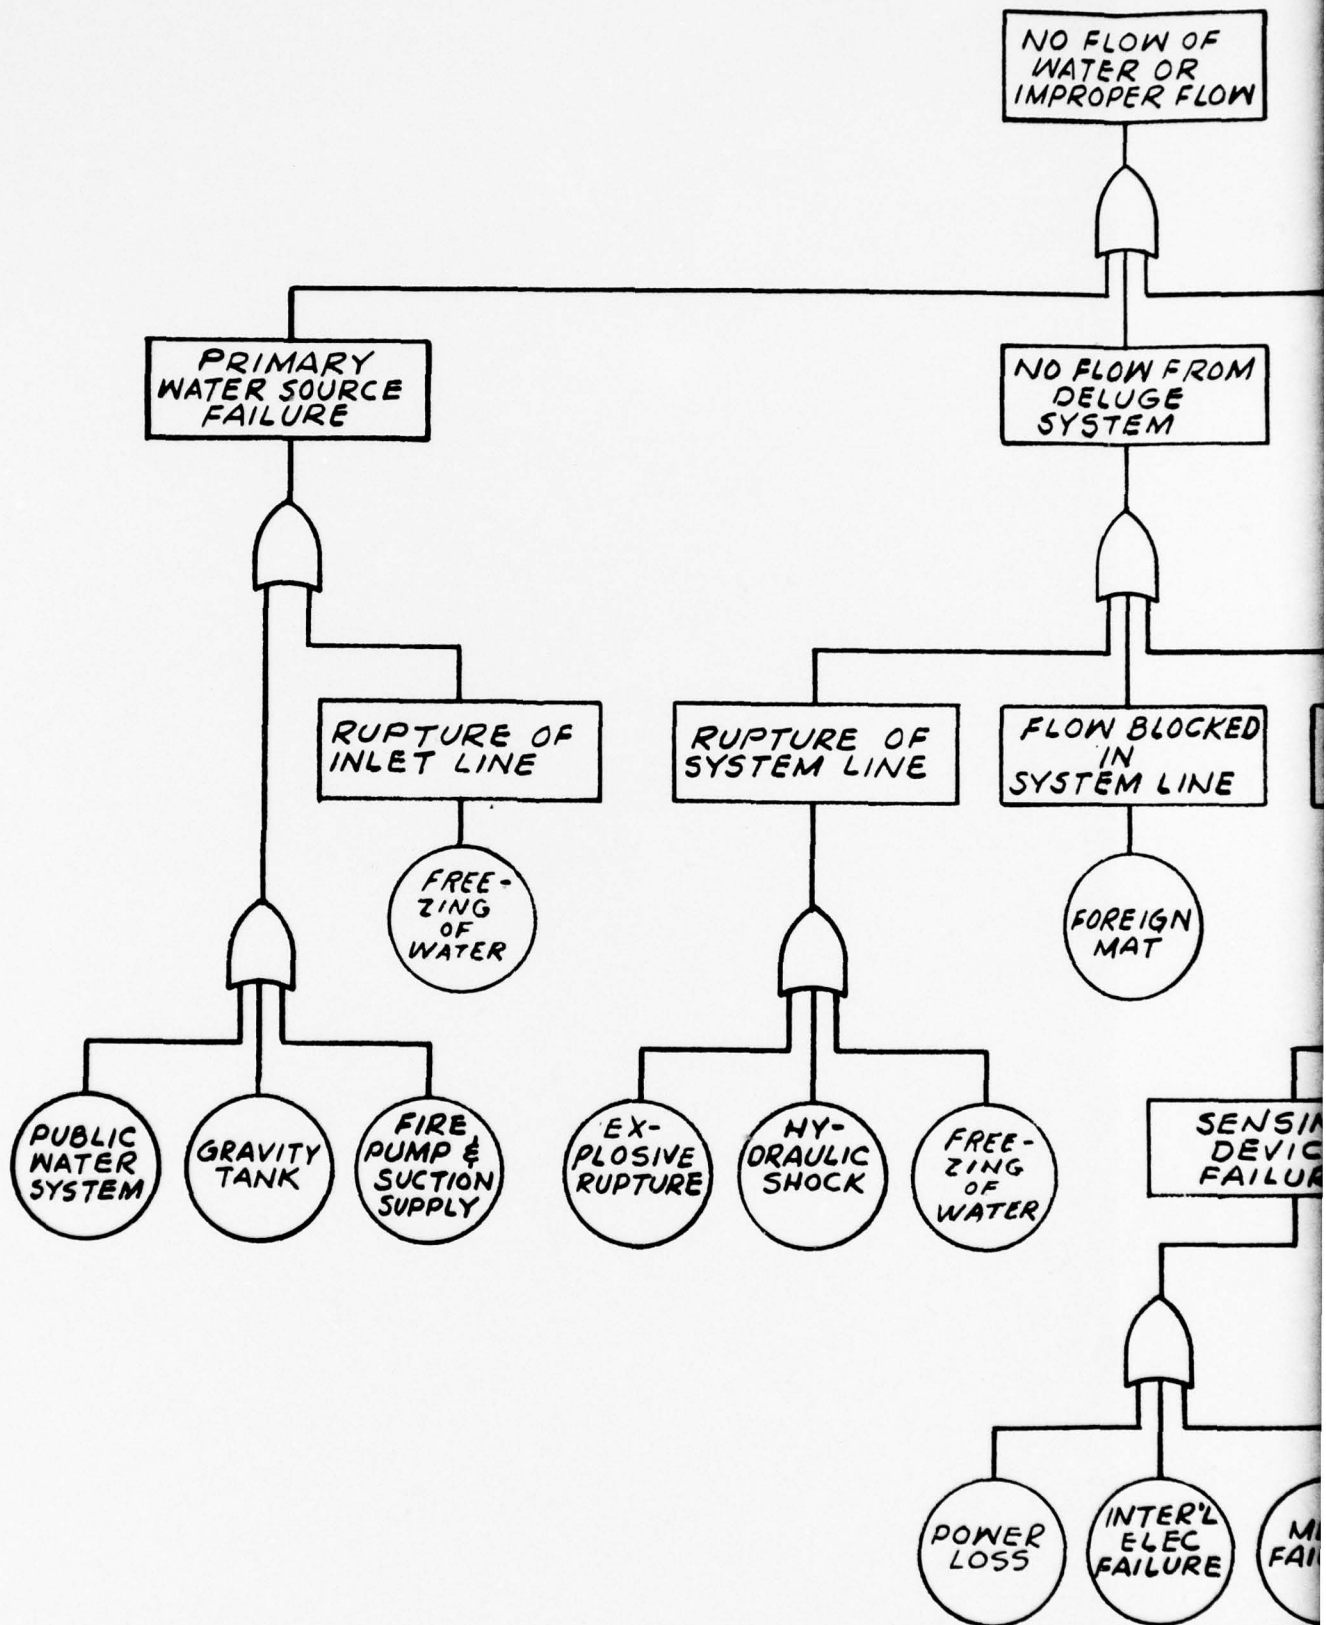 NO FLOW OF
WATER OR
IMPROPER FLOW
PRIMARY
WATER SOURCE
FAILURE
NO FLOW FROM
DELUGE
SYSTEM
RUPTURE OF
INLET LINE
RUPTURE OF
SYSTEM LINE
FLOW BLOCKED
IN
SYSTEM LINE
FREE-
ZING
OF
WATER
FOREIGN
MAT
PUBLIC
WATER
SYSTEM
GRAVITY
TANK
FIRE
PUMP &
SUCTION
SUPPLY
EX-
PLOSIVE
RUPTURE
HY-
DRAULIC
SHOCK
FREE-
ZING
OF
WATER
POWER
LOSS
INTER'L
ELEC
FAILURE